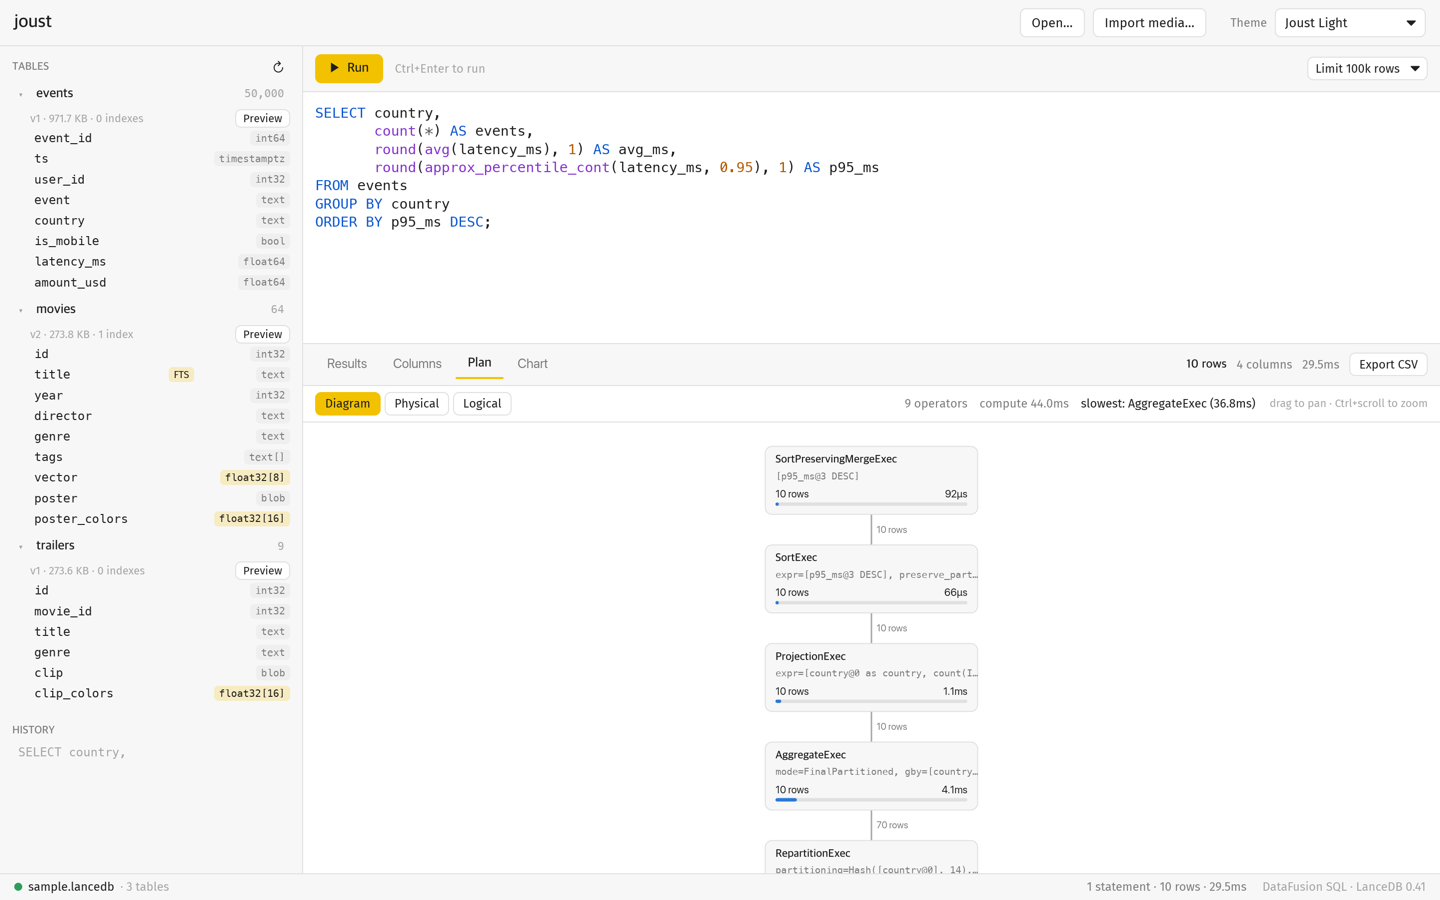 joust
Open...
Import media...
Theme
Joust Light
TABLES
events 50,000
v1 · 971.7 KB · 0 indexes Preview
event_id int64
ts timestamptz
user_id int32
event text
country text
is_mobile bool
latency_ms float64
amount_usd float64
movies 64
v2 · 273.8 KB · 1 index Preview
id int32
title FTS text
year int32
director text
genre text
tags text[]
vector float32[8]
poster blob
poster_colors float32[16]
trailers 9
v1 · 273.6 KB · 0 indexes Preview
id int32
movie_id int32
title text
genre text
clip blob
clip_colors float32[16]
HISTORY
SELECT country,
Run Ctrl+Enter to run
Limit 100k rows
SELECT country,
count(*) AS events,
round(avg(latency_ms), 1) AS avg_ms,
round(approx_percentile_cont(latency_ms, 0.95), 1) AS p95_ms
FROM events
GROUP BY country
ORDER BY p95_ms DESC;
Results Columns Plan Chart
10 rows 4 columns 29.5ms Export CSV
Diagram Physical Logical
9 operators compute 44.0ms slowest: AggregateExec (36.8ms) drag to pan · Ctrl+scroll to zoom
SortPreservingMergeExec
[p95_ms@3 DESC]
10 rows 92µs
10 rows
SortExec
expr=[p95_ms@3 DESC], preserve_part…
10 rows 66µs
10 rows
ProjectionExec
expr=[country@0 as country, count(I…
10 rows 1.1ms
10 rows
AggregateExec
mode=FinalPartitioned, gby=[country…
10 rows 4.1ms
70 rows
RepartitionExec
partitioning=Hash([country@0], 14),…
sample.lancedb · 3 tables
1 statement · 10 rows · 29.5ms DataFusion SQL · LanceDB 0.41